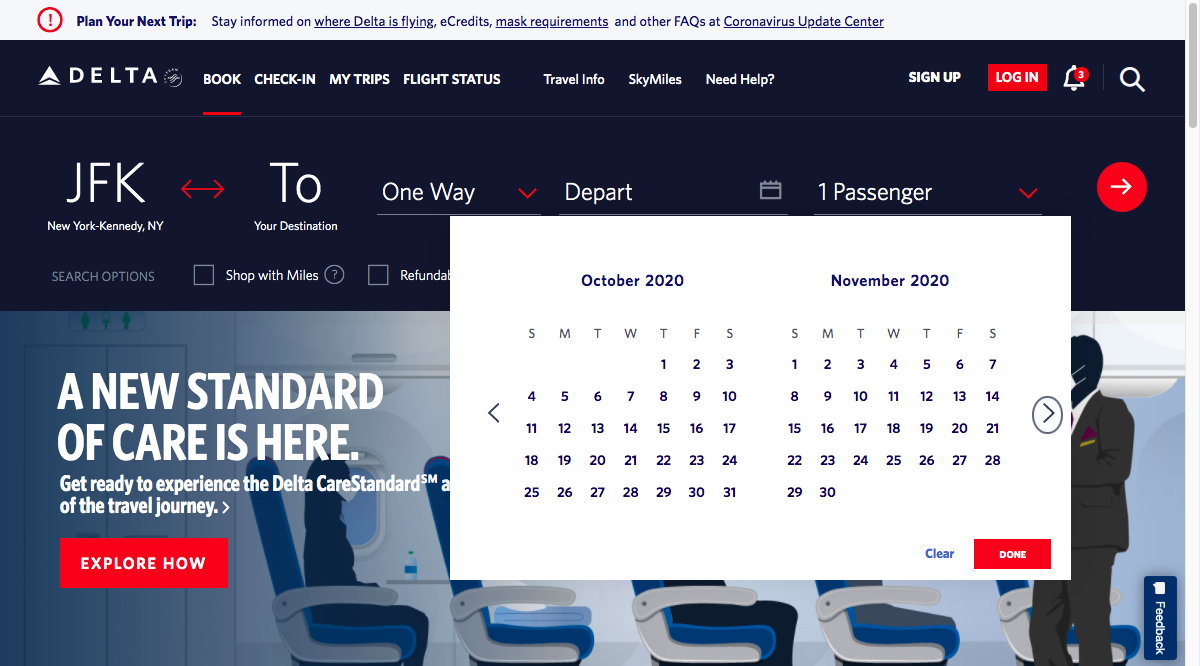 ! Plan Your Next Trip: Stay informed on where Delta is flying, eCredits, mask requirements and other FAQs at Coronavirus Update Center
DELTA BOOK CHECK-IN MY TRIPS FLIGHT STATUS Travel Info SkyMiles Need Help? SIGN UP LOG IN 3
JFK To One Way Depart 1 Passenger
New York-Kennedy, NY Your Destination
SEARCH OPTIONS Shop with Miles ? Refundab
October 2020 November 2020
S M T W T F S S M T W T F S
1 2 3 1 2 3 4 5 6 7
4 5 6 7 8 9 10 8 9 10 11 12 13 14
11 12 13 14 15 16 17 15 16 17 18 19 20 21
18 19 20 21 22 23 24 22 23 24 25 26 27 28
25 26 27 28 29 30 31 29 30
Clear DONE
A NEW STANDARD
OF CARE IS HERE.
Get ready to experience the Delta CareStandard℠ a
of the travel journey. >
EXPLORE HOW
Feedback